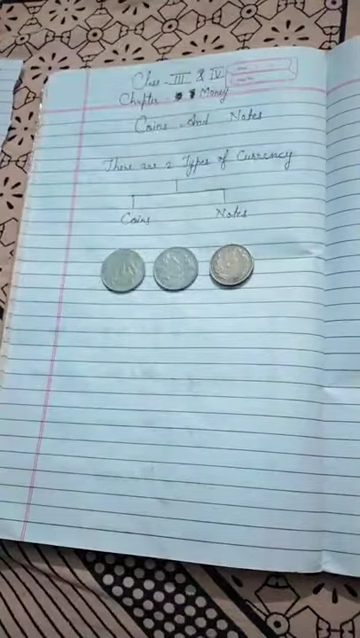 Class - III & IV
Chapter Money
Coins And Notes
There are 2 Types of Currency
Coins Notes